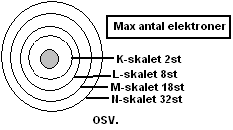 Max antal elektroner
K-skalet 2st
L-skalet 8st
M-skalet 18st
N-skalet 32st
OSV.